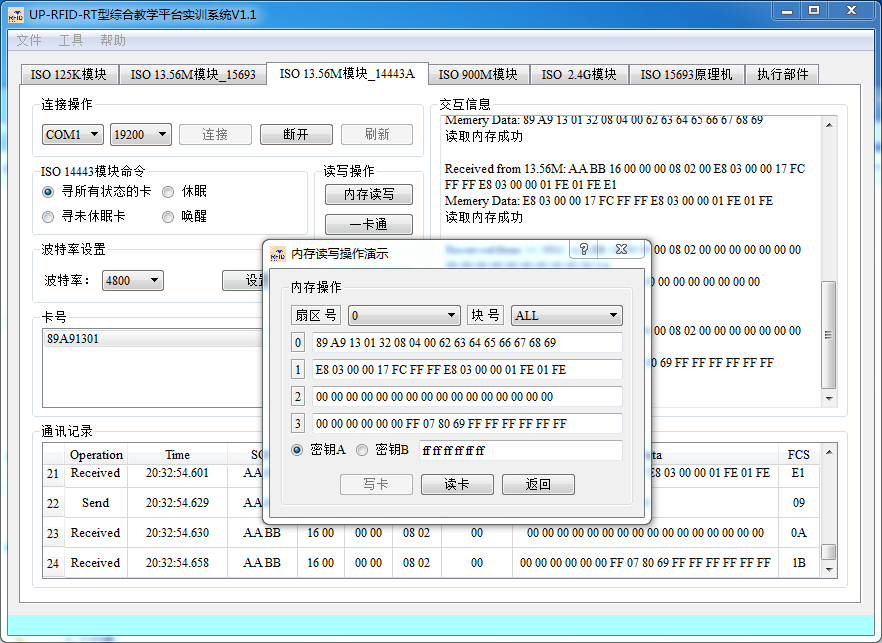 UP-RFID-RT型综合教学平台实训系统V1.1
文件 工具 帮助
ISO 125K模块 ISO 13.56M模块_15693 ISO 13.56M模块_14443A ISO 900M模块 ISO 2.4G模块 ISO 15693原理机 执行部件
连接操作
COM1 19200 连接 断开 刷新
ISO 14443模块命令
寻所有状态的卡 休眠
寻未休眠卡 唤醒
读写操作
内存读写
一卡通
波特率设置
波特率: 4800 设
卡号
89A91301
交互信息
Memery Data: 89 A9 13 01 32 08 04 00 62 63 64 65 66 67 68 69
读取内存成功
Received from 13.56M: AA BB 16 00 00 00 08 02 00 E8 03 00 00 17 FC
FF FF E8 03 00 00 01 FE 01 FE E1
Memery Data: E8 03 00 00 17 FC FF FF E8 03 00 00 01 FE 01 FE
读取内存成功
00 08 02 00 00 00 00 00 00 00
0 00 00 00 00 00 00 00
00 08 02 00 00 00 00 00 00 00
0 69 FF FF FF FF FF FF
内存读写操作演示
内存操作
扇区号 0 块号 ALL
0 89 A9 13 01 32 08 04 00 62 63 64 65 66 67 68 69
1 E8 03 00 00 17 FC FF FF E8 03 00 00 01 FE 01 FE
2 00 00 00 00 00 00 00 00 00 00 00 00 00 00 00 00
3 00 00 00 00 00 00 FF 07 80 69 FF FF FF FF FF FF
密钥A 密钥B ffffffffffff
写卡 读卡 返回
通讯记录
Operation Time SO ta FCS
21 Received 20:32:54.601 AA E8 03 00 00 01 FE 01 FE E1
22 Send 20:32:54.629 AA 09
23 Received 20:32:54.630 AA BB 16 00 00 00 08 02 00 00 00 00 00 00 00 00 00 00 00 00 00 00 00 00 00 0A
24 Received 20:32:54.658 AA BB 16 00 00 00 08 02 00 00 00 00 00 00 00 FF 07 80 69 FF FF FF FF FF FF 1B